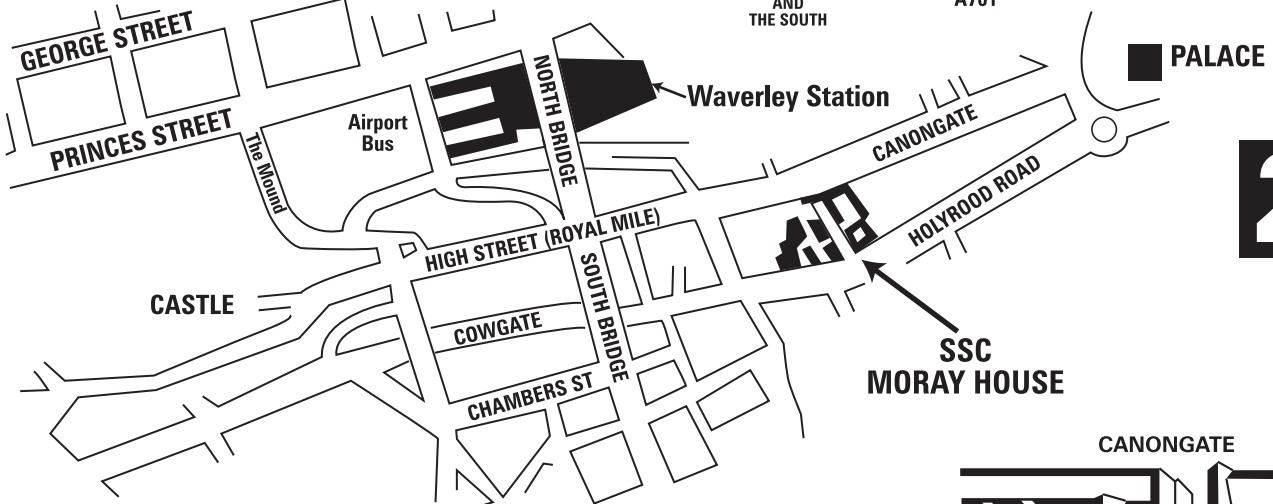 AND
THE SOUTH
A701
GEORGE STREET
PALACE
NORTH BRIDGE
Waverley Station
PRINCES STREET
Airport
Bus
CANONGATE
The Mound
HOLYROOD ROAD
HIGH STREET (ROYAL MILE)
CASTLE
SOUTH BRIDGE
COWGATE
SSC
MORAY HOUSE
CHAMBERS ST
CANONGATE